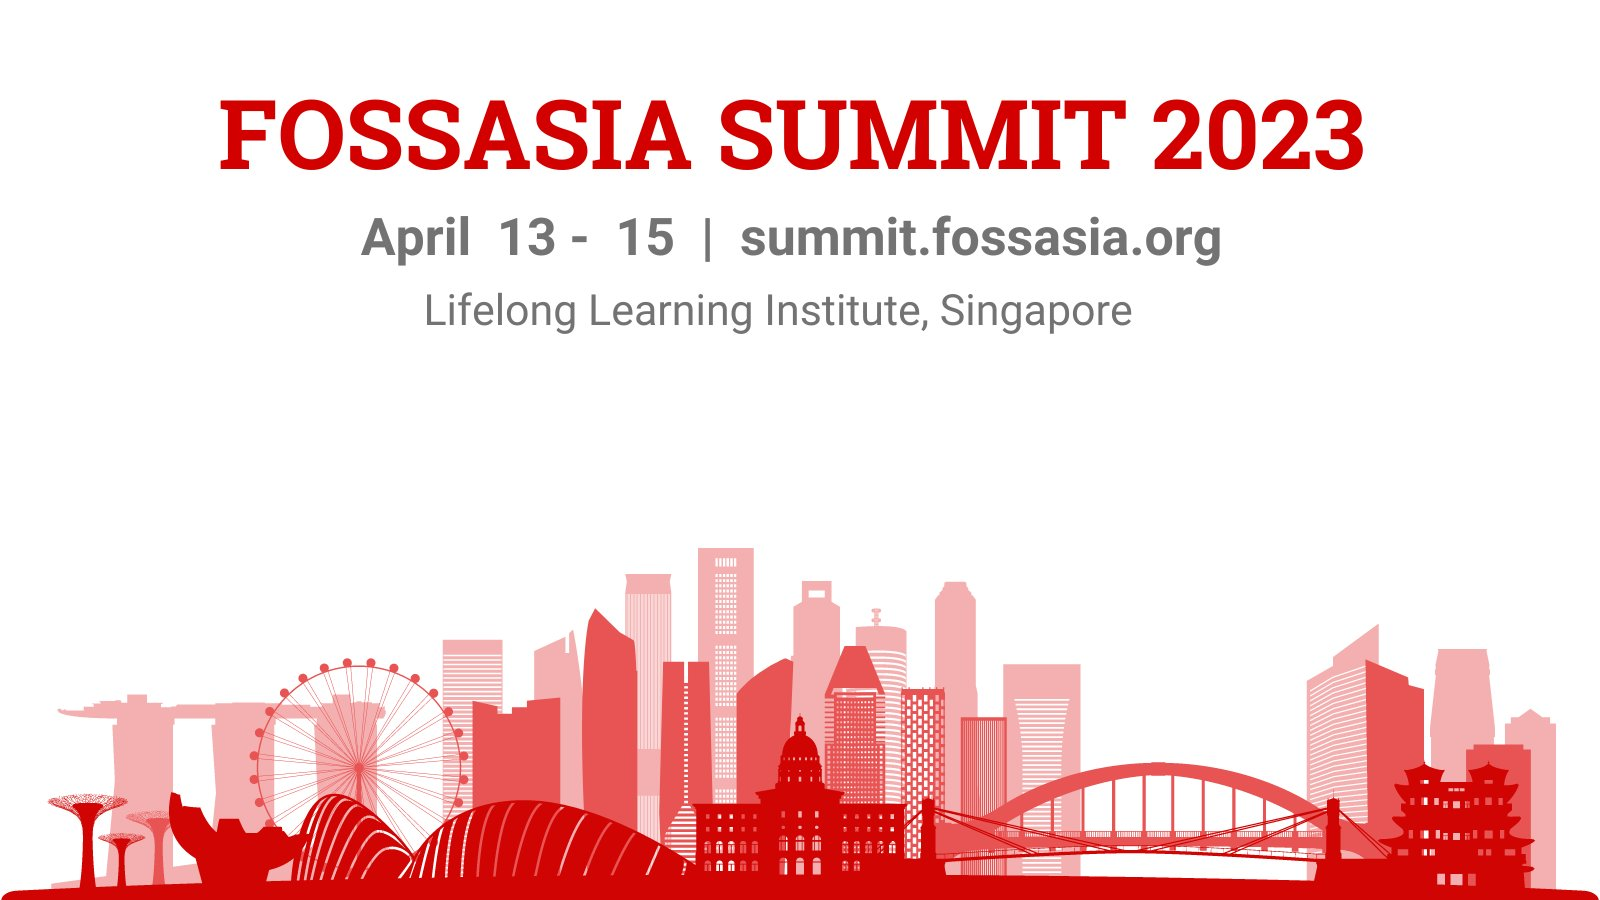 FOSSASIA SUMMIT 2023
April 13 - 15 | summit.fossasia.org
Lifelong Learning Institute, Singapore